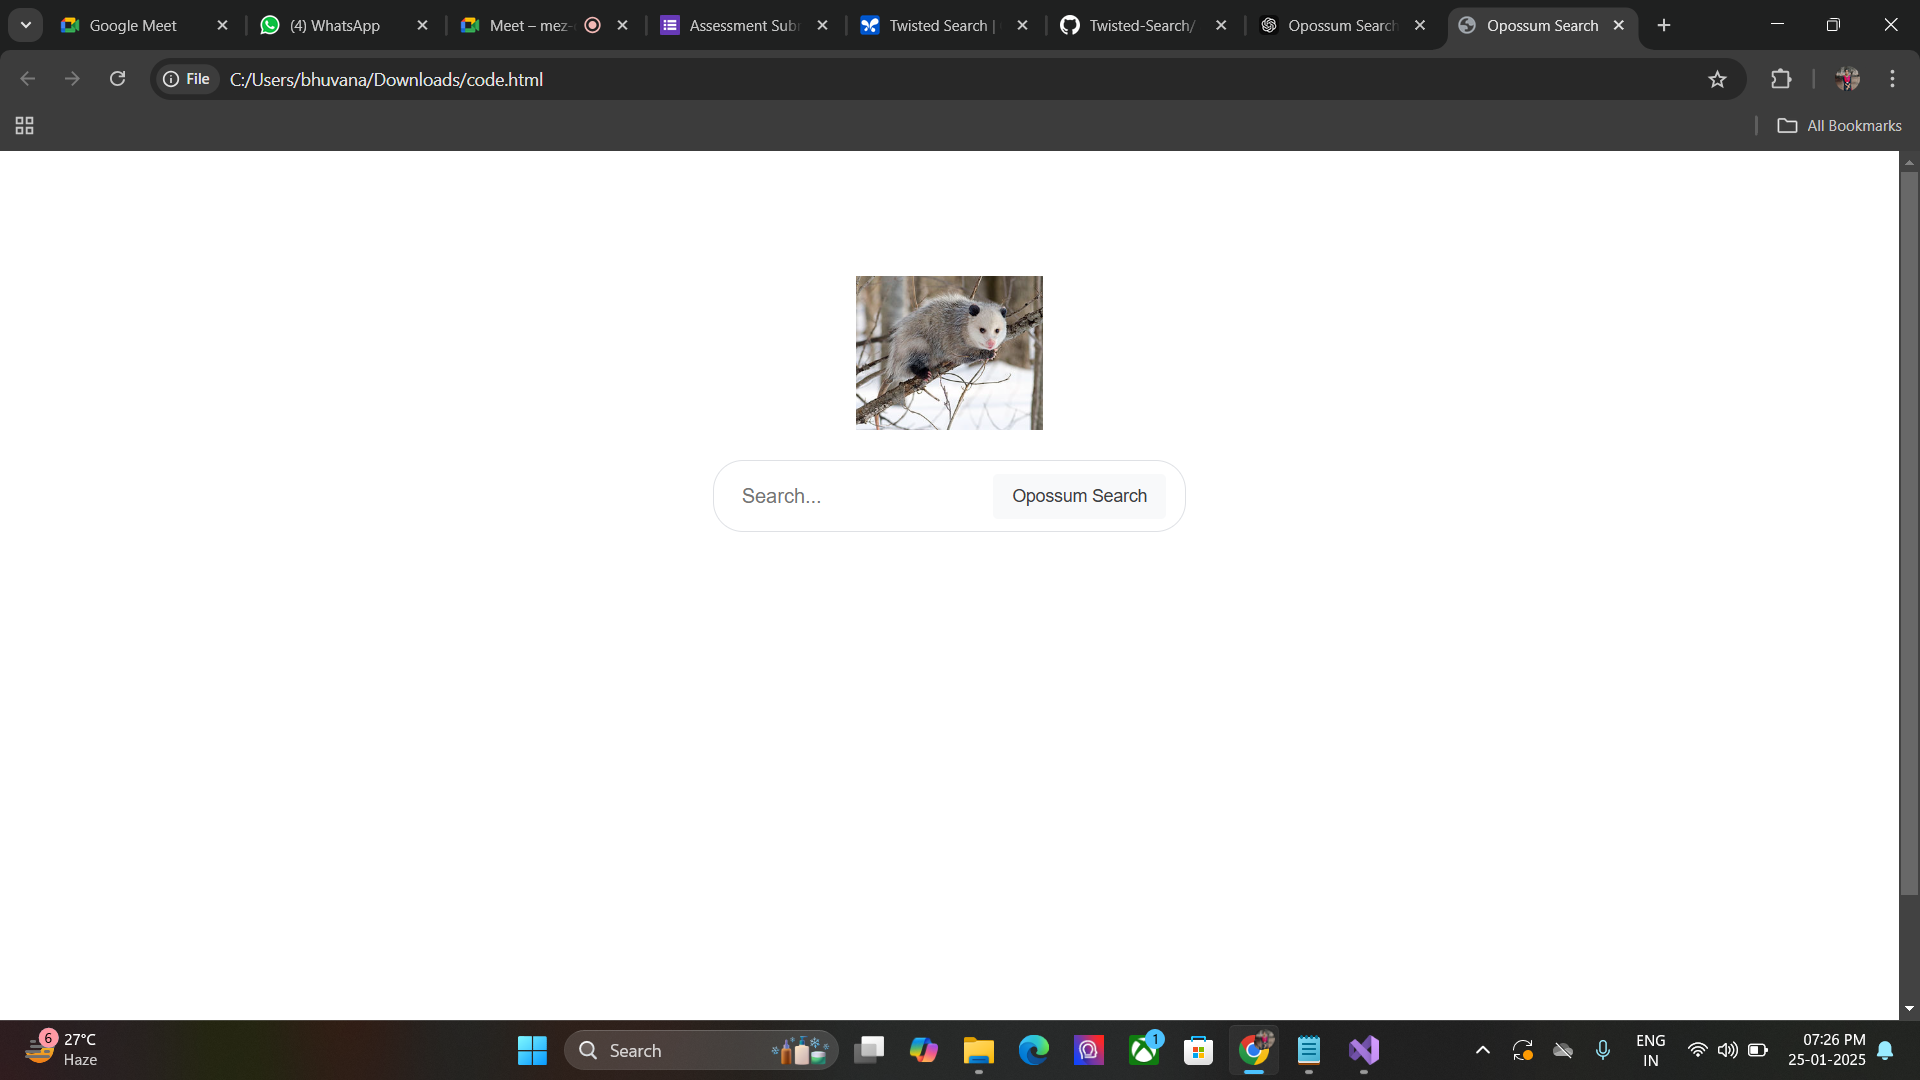 Google Meet
(4) WhatsApp
Meet – mez-
Assessment Subm
Twisted Search |
Twisted-Search/
Opossum Search
Opossum Search
File
C:/Users/bhuvana/Downloads/code.html
All Bookmarks
Search...
Opossum Search
6
27°C
Haze
Search
1
ENG
IN
07:26 PM
25-01-2025